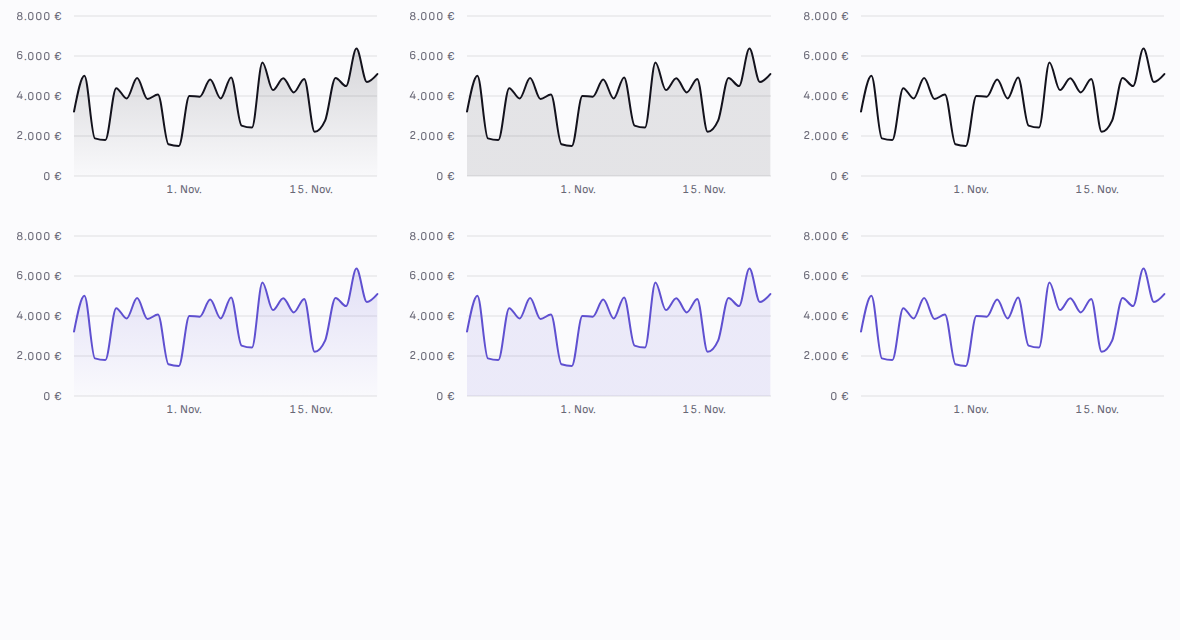 8.000 € 8.000 € 8.000 €
6.000 € 6.000 € 6.000 €
4.000 € 4.000 € 4.000 €
2.000 € 2.000 € 2.000 €
0 € 0 € 0 €
1. Nov. 15. Nov. 1. Nov. 15. Nov. 1. Nov. 15. Nov.
8.000 € 8.000 € 8.000 €
6.000 € 6.000 € 6.000 €
4.000 € 4.000 € 4.000 €
2.000 € 2.000 € 2.000 €
0 € 0 € 0 €
1. Nov. 15. Nov. 1. Nov. 15. Nov. 1. Nov. 15. Nov.